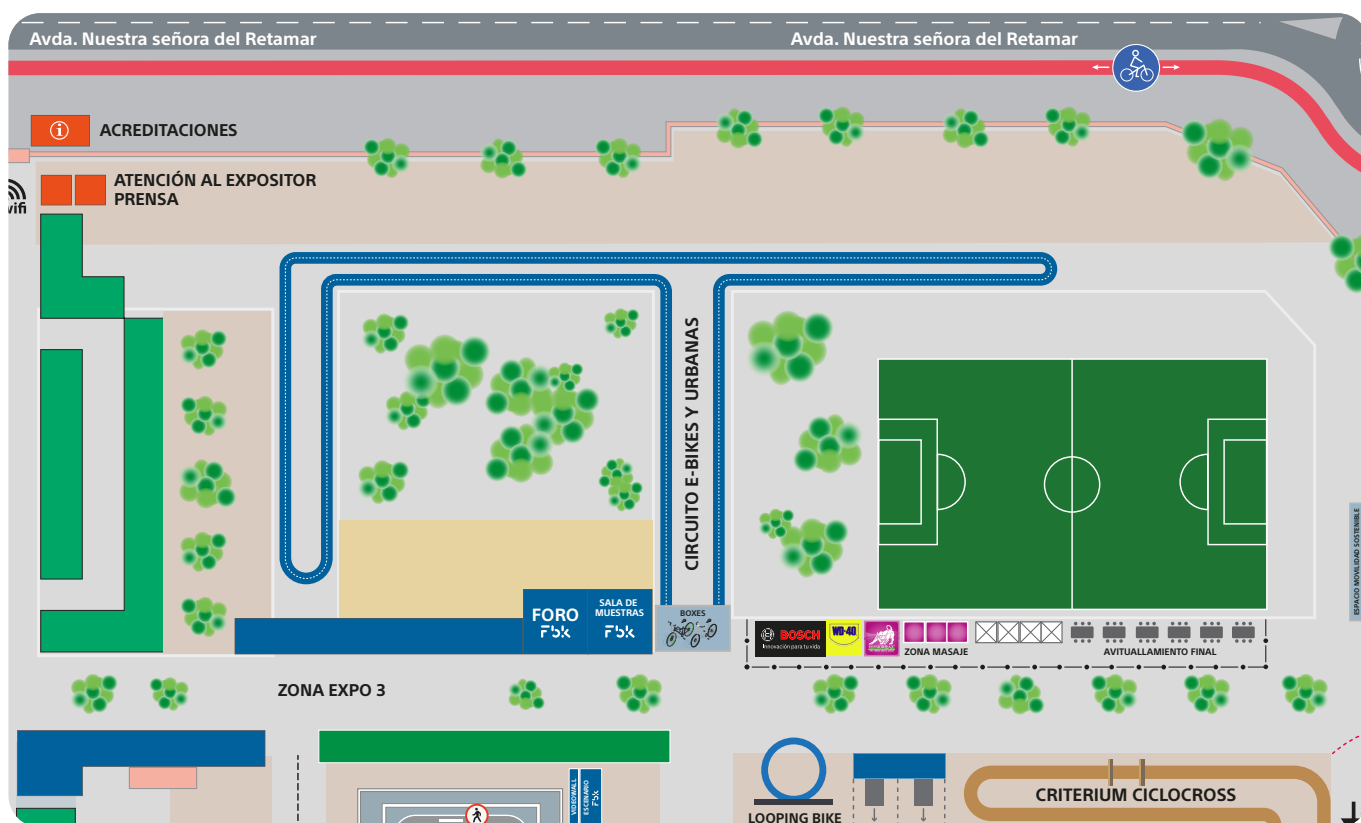 Avda. Nuestra señora del Retamar
Avda. Nuestra señora del Retamar
ACREDITACIONES
ATENCIÓN AL EXPOSITOR
PRENSA
wifi
CIRCUITO E-BIKES Y URBANAS
ESPACIO MOVILIDAD SOSTENIBLE
FORO
SALA DE
MUESTRAS
BOXES
BOSCH
Innovación para tu vida
WD-40
ZONA MASAJE
AVITUALLAMIENTO FINAL
ZONA EXPO 3
VIDEOWALL
ESCENARIO
LOOPING BIKE
CRITERIUM CICLOCROSS